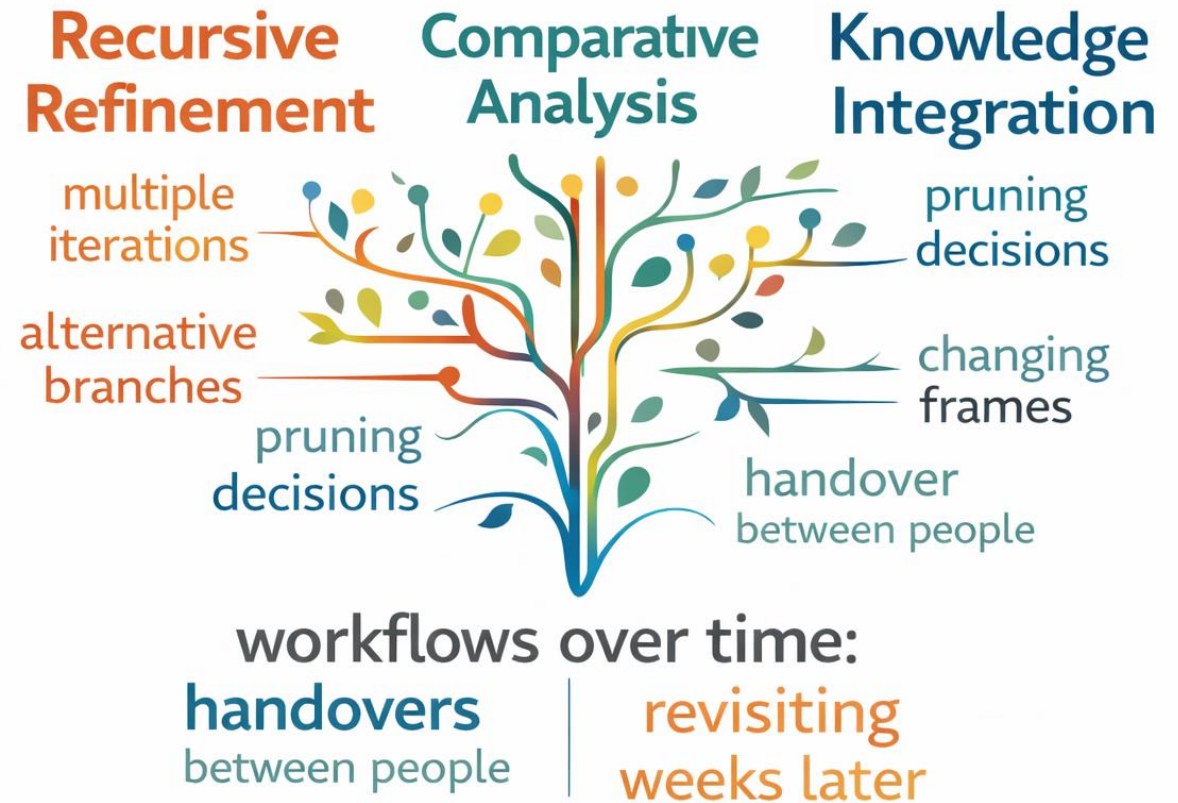 Recursive
Refinement
Comparative
Analysis
Knowledge
Integration
multiple
iterations
alternative
branches
pruning
decisions
pruning
decisions
changing
frames
handover
between people
workflows over time:
handovers
between people
revisiting
weeks later